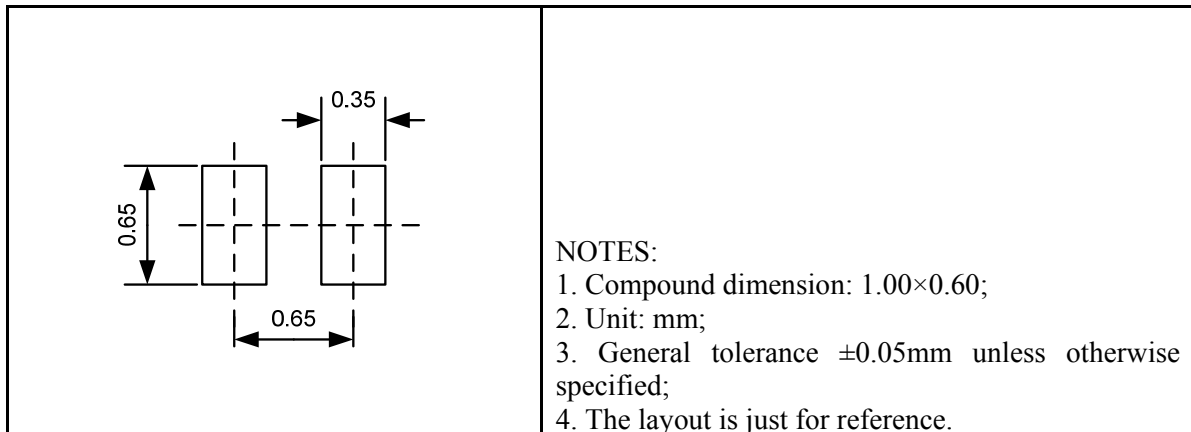 0.35
0.65
0.65
NOTES:
1. Compound dimension: 1.00×0.60;
2. Unit: mm;
3. General tolerance ±0.05mm unless otherwise
specified;
4. The layout is just for reference.